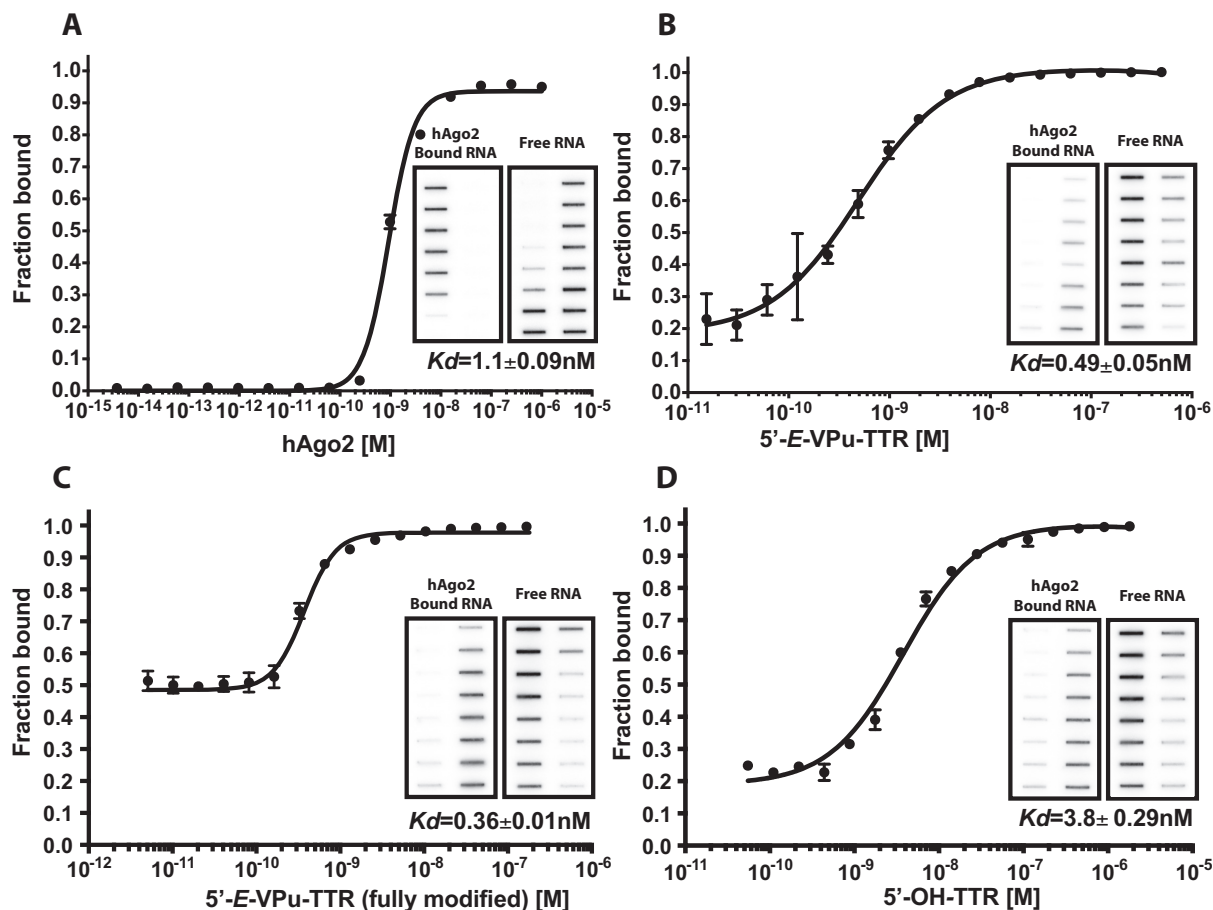 A
1.0
0.9
0.8
0.7
0.6
0.5
0.4
0.3
0.2
0.1
0.0
Fraction bound
hAgo2
Bound RNA
Free RNA
Kd=1.1±0.09nM
10-15 10-14 10-13 10-12 10-11 10-10 10-9 10-8 10-7 10-6 10-5
hAgo2 [M]
B
1.0
0.9
0.8
0.7
0.6
0.5
0.4
0.3
0.2
0.1
0.0
Fraction bound
hAgo2
Bound RNA
Free RNA
Kd=0.49±0.05nM
10-11 10-10 10-9 10-8 10-7 10-6
5'-E-VPu-TTR [M]
C
1.0
0.9
0.8
0.7
0.6
0.5
0.4
0.3
0.2
0.1
0.0
Fraction bound
hAgo2
Bound RNA
Free RNA
Kd=0.36±0.01nM
10-12 10-11 10-10 10-9 10-8 10-7 10-6
5'-E-VPu-TTR (fully modified) [M]
D
1.0
0.9
0.8
0.7
0.6
0.5
0.4
0.3
0.2
0.1
0.0
Fraction bound
hAgo2
Bound RNA
Free RNA
Kd=3.8± 0.29nM
10-10 10-9 10-8 10-7 10-6 10-5
5'-OH-TTR [M]